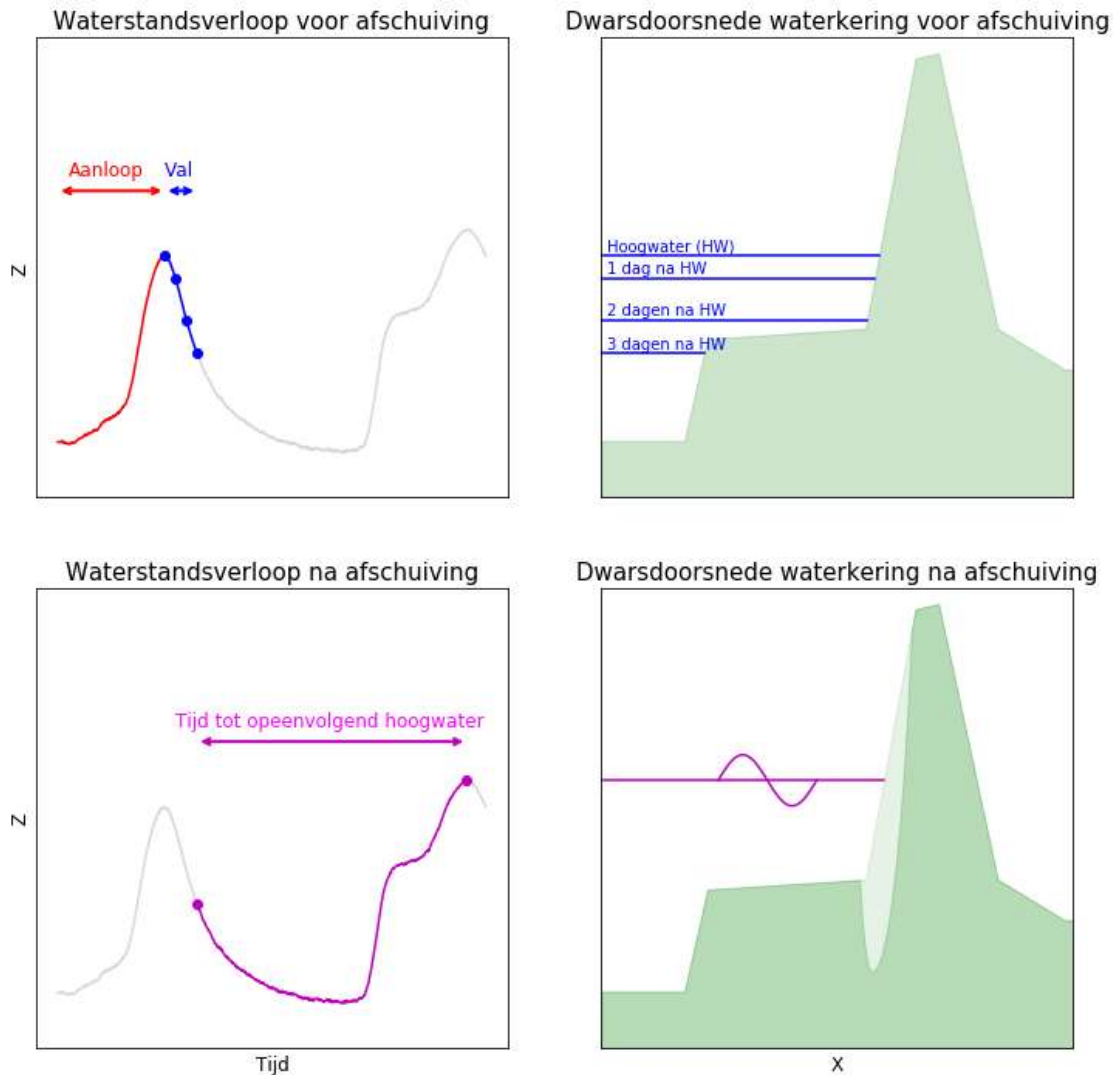 Waterstandsverloop voor afschuiving
Aanloop
Val
Z
Dwarsdoorsnede waterkering voor afschuiving
Hoogwater (HW)
1 dag na HW
2 dagen na HW
3 dagen na HW
Waterstandsverloop na afschuiving
Tijd tot opeenvolgend hoogwater
Z
Tijd
Dwarsdoorsnede waterkering na afschuiving
X